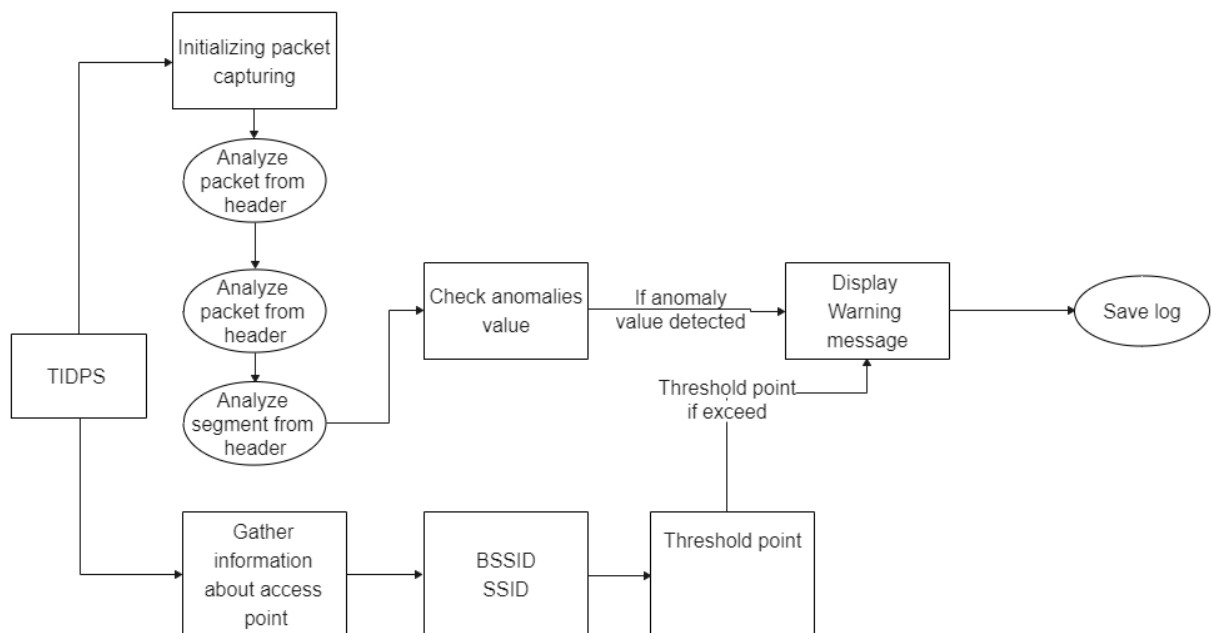 Initializing packet
capturing
Analyze
packet from
header
Analyze
packet from
header
Analyze
segment from
header
TIDPS
Check anomalies
value
If anomaly
value detected
Display
Warning
message
Save log
Threshold point
if exceed
Gather
information
about access
point
BSSID
SSID
Threshold point